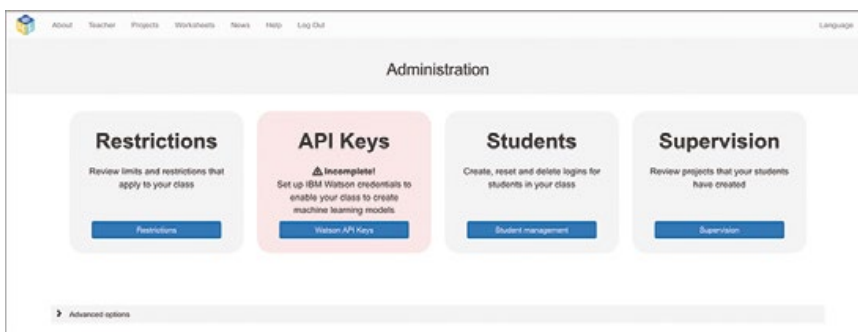 About Teacher Projects Worksheets News Help Log Out Language
Administration
Restrictions
Review limits and restrictions that
apply to your class
Restrictions
API Keys
⚠ Incomplete!
Set up IBM Watson credentials to
enable your class to create
machine learning models
Watson API Keys
Students
Create, reset and delete logins for
students in your class
Student management
Supervision
Review projects that your students
have created
Supervision
Advanced options